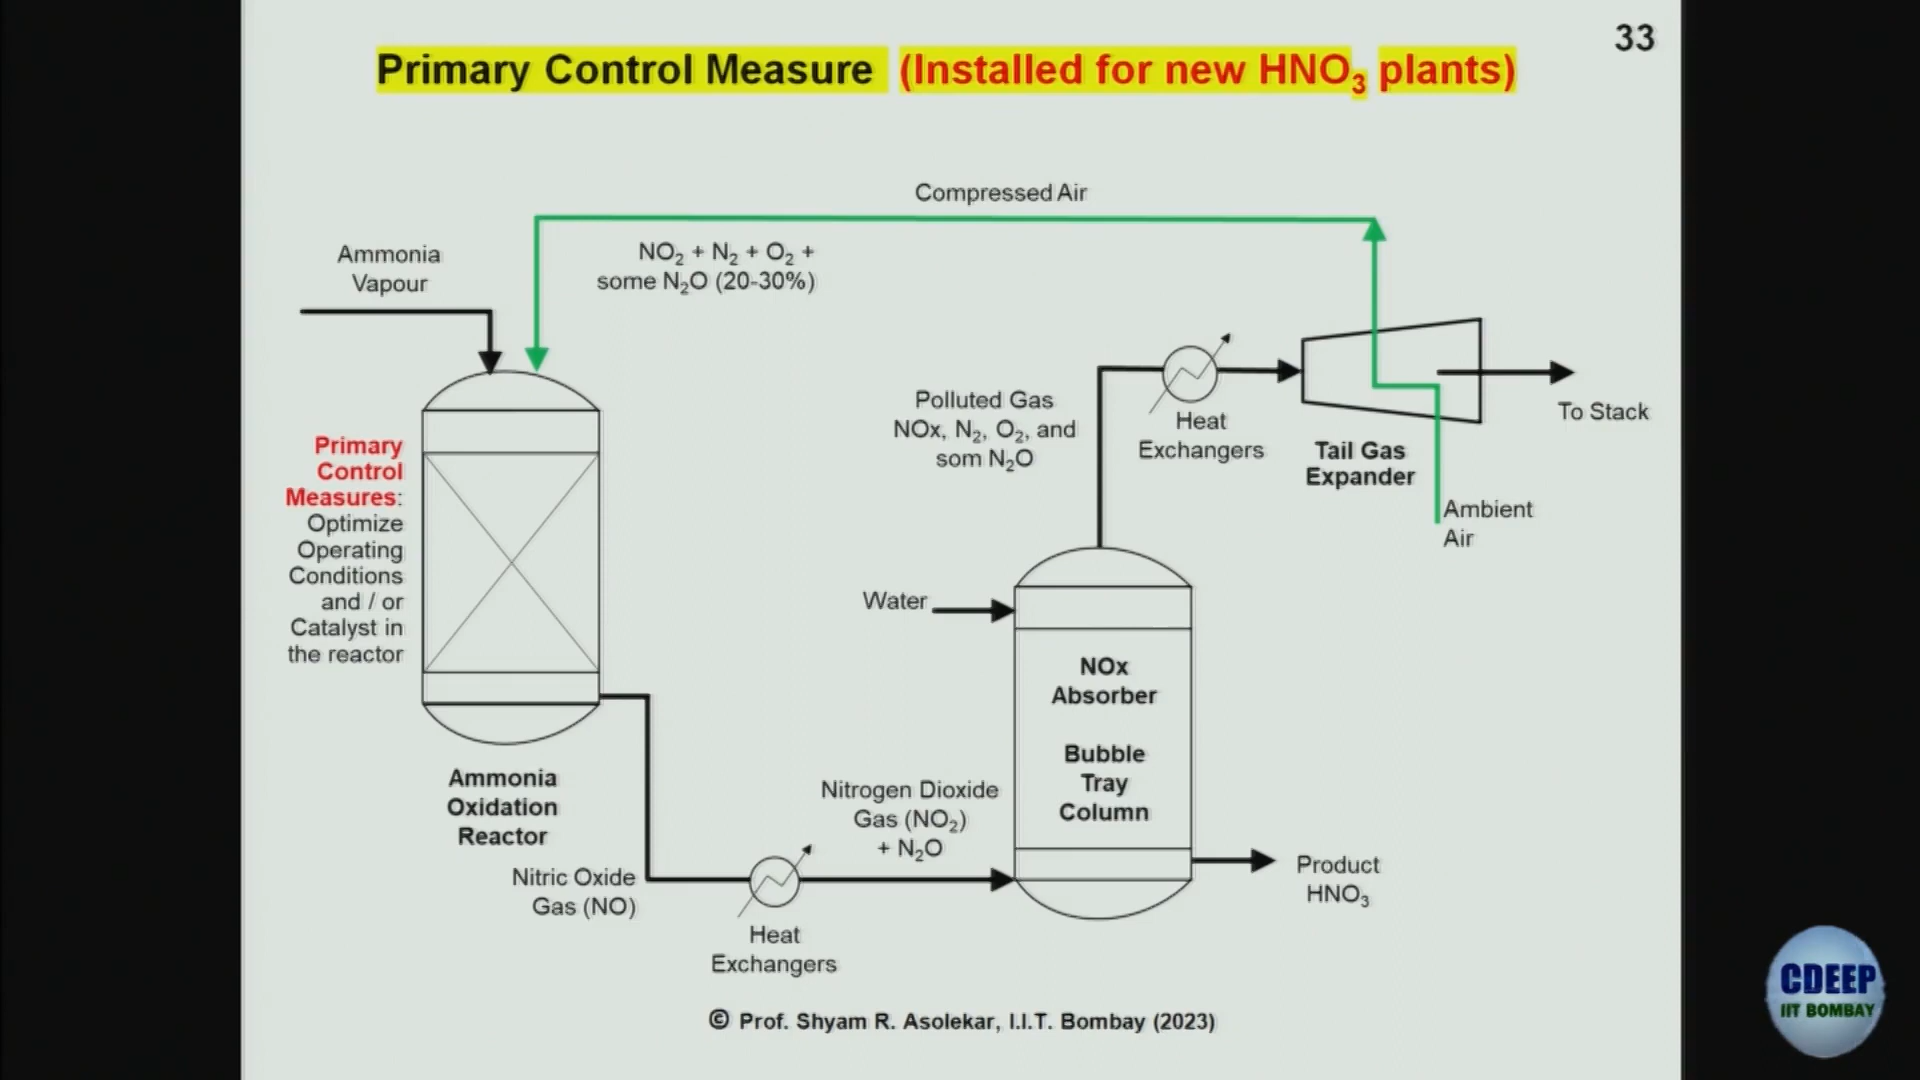 33
Primary Control Measure (Installed for new HNO₃ plants)
Compressed Air
Ammonia
Vapour
NO₂ + N₂ + O₂ +
some N₂O (20-30%)
Polluted Gas
NOx, N₂, O₂, and
som N₂O
Heat
Exchangers
Tail Gas
Expander
To Stack
Ambient
Air
Primary
Control
Measures:
Optimize
Operating
Conditions
and / or
Catalyst in
the reactor
Water
NOx
Absorber
Bubble
Tray
Column
Ammonia
Oxidation
Reactor
Nitrogen Dioxide
Gas (NO₂)
+ N₂O
Nitric Oxide
Gas (NO)
Product
HNO₃
Heat
Exchangers
© Prof. Shyam R. Asolekar, I.I.T. Bombay (2023)
CDEEP
IIT BOMBAY